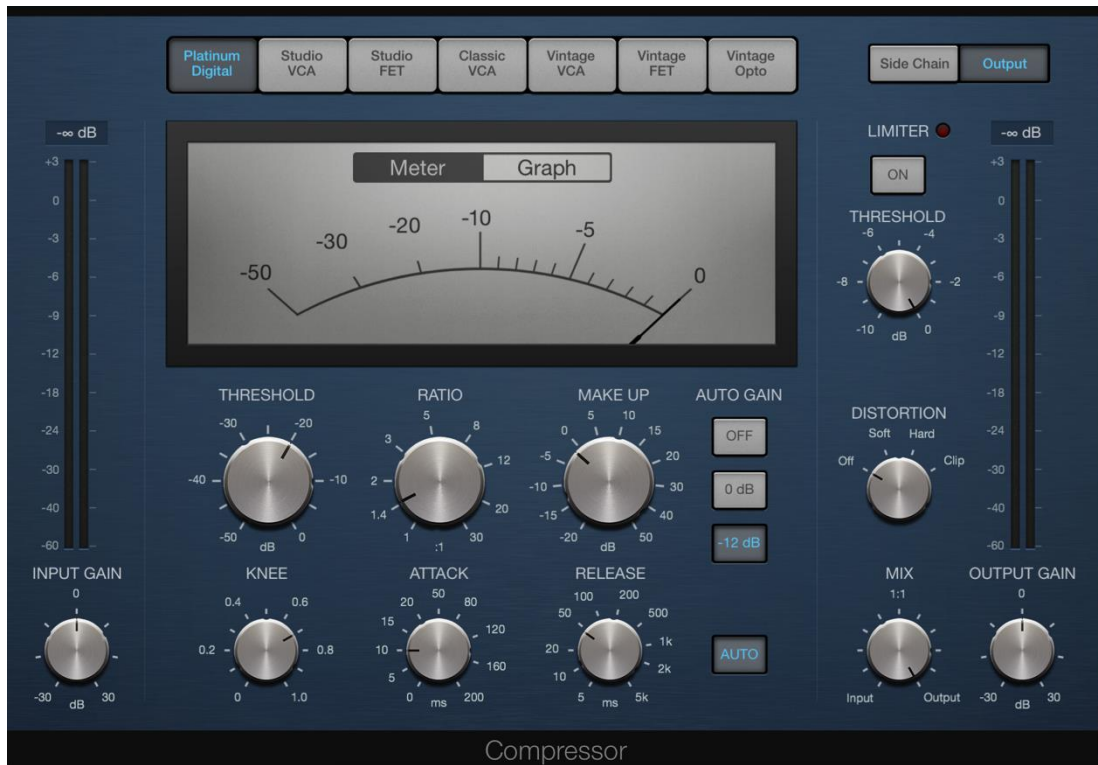 Platinum Digital
Studio VCA
Studio FET
Classic VCA
Vintage VCA
Vintage FET
Vintage Opto
Side Chain
Output
-∞ dB
+3
0
-3
-6
-9
-12
-18
-24
-30
-40
-60
INPUT GAIN
0
-30
dB
30
Meter
Graph
-50
-30
-20
-10
-5
0
THRESHOLD
-50
-40
-30
-20
-10
0
dB
RATIO
1
1.4
2
3
5
8
12
20
30
:1
MAKE UP
-20
-15
-10
-5
0
5
10
15
20
30
40
50
dB
AUTO GAIN
OFF
0 dB
-12 dB
KNEE
0
0.2
0.4
0.6
0.8
1.0
ATTACK
0
5
10
15
20
50
80
120
160
200
ms
RELEASE
5
10
20
50
100
200
500
1k
2k
5k
ms
AUTO
LIMITER
ON
THRESHOLD
-10
-8
-6
-4
-2
0
dB
DISTORTION
Off
Soft
Hard
Clip
MIX
1:1
Input
Output
-∞ dB
+3
0
-3
-6
-9
-12
-18
-24
-30
-40
-60
OUTPUT GAIN
0
-30
dB
30
Compressor